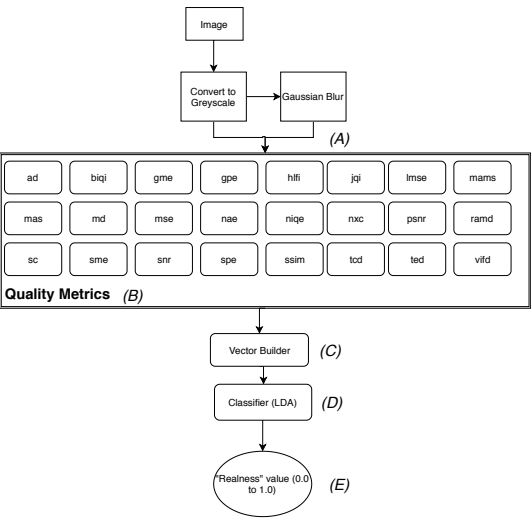 Image
Convert to
Greyscale
Gaussian Blur
(A)
ad biqi gme gpe hlfi jqi lmse mams
mas md mse nae niqe nxc psnr ramd
sc sme snr spe ssim tcd ted vifd
Quality Metrics (B)
Vector Builder (C)
Classifier (LDA) (D)
"Realness" value (0.0
to 1.0)
(E)